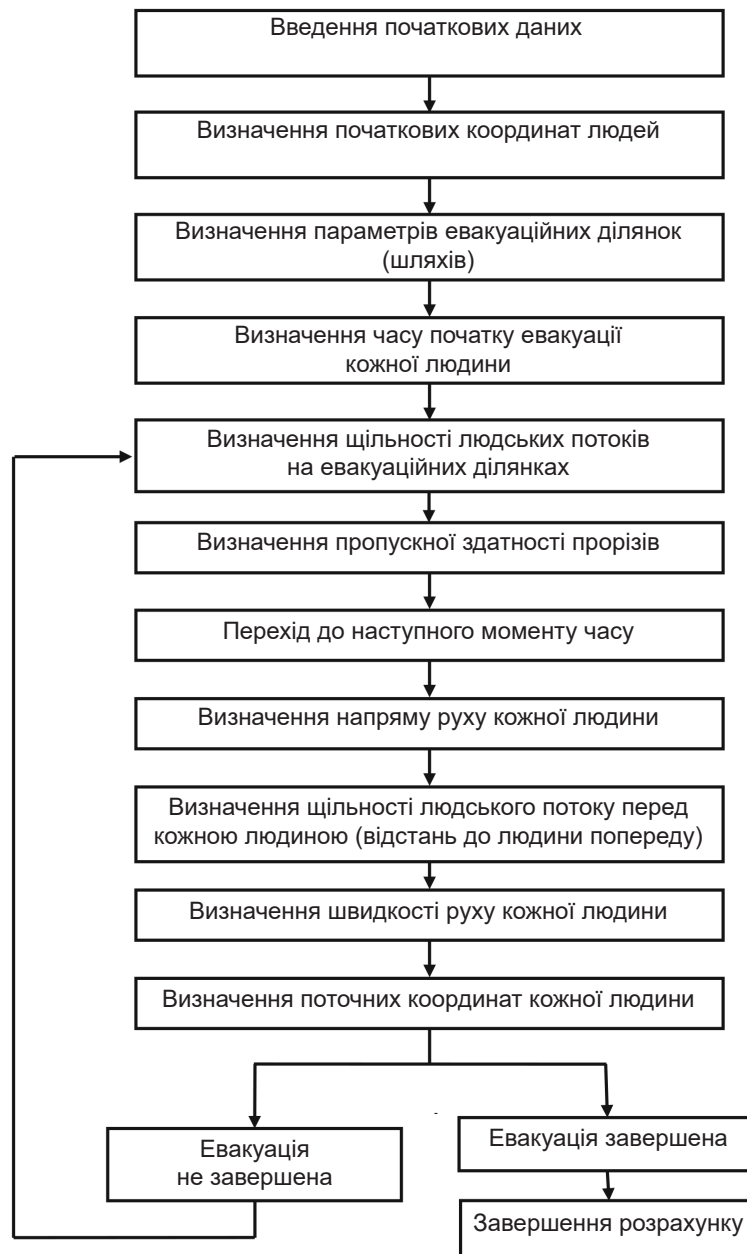 Введення початкових даних
Визначення початкових координат людей
Визначення параметрів евакуаційних ділянок
(шляхів)
Визначення часу початку евакуації
кожної людини
Визначення щільності людських потоків
на евакуаційних ділянках
Визначення пропускної здатності прорізів
Перехід до наступного моменту часу
Визначення напряму руху кожної людини
Визначення щільності людського потоку перед
кожною людиною (відстань до людини попереду)
Визначення швидкості руху кожної людини
Визначення поточних координат кожної людини
Евакуація
не завершена
Евакуація завершена
Завершення розрахунку